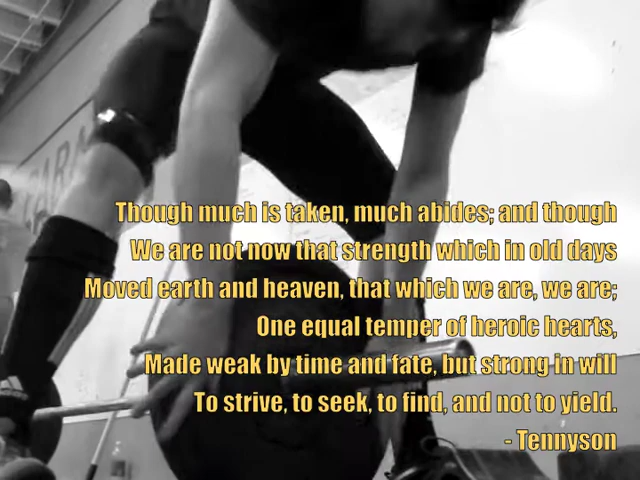 Though much is taken, much abides; and though
We are not now that strength which in old days
Moved earth and heaven, that which we are, we are;
One equal temper of heroic hearts,
Made weak by time and fate, but strong in will
To strive, to seek, to find, and not to yield.
- Tennyson